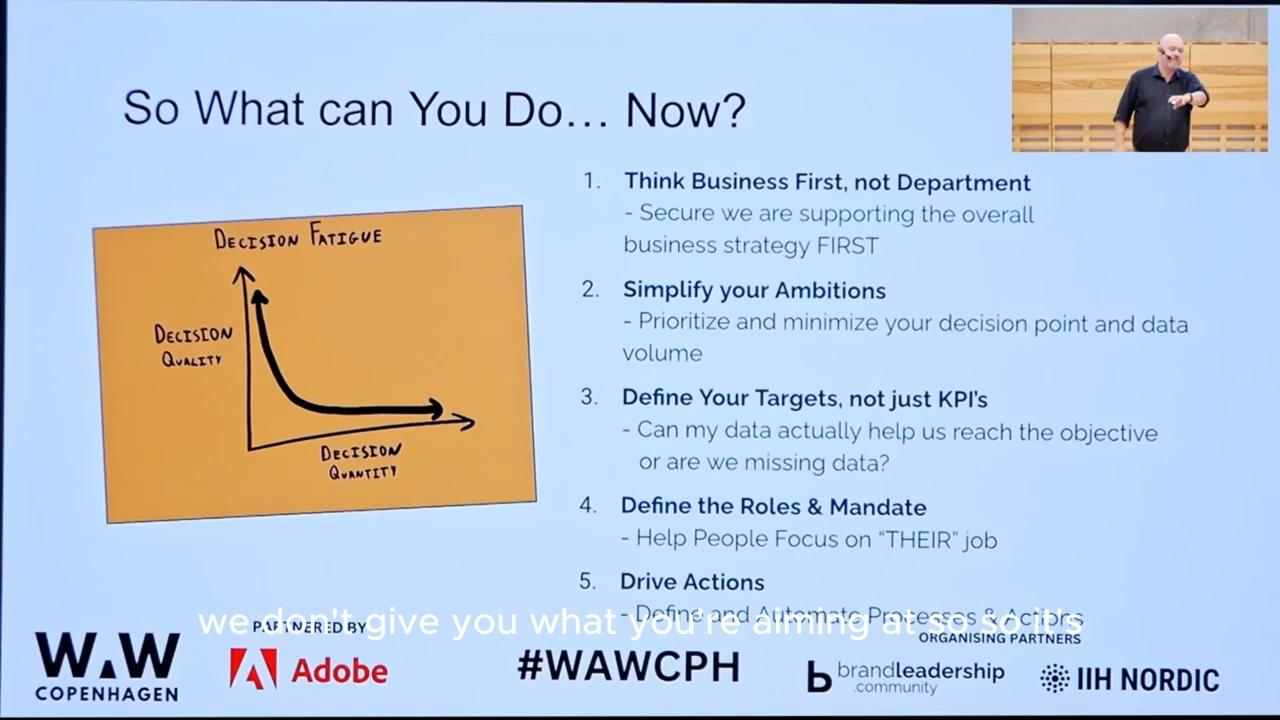 So What can You Do... Now?
DECISION FATIGUE
DECISION
QUALITY
DECISION
QUANTITY
1. Think Business First, not Department
- Secure we are supporting the overall
business strategy FIRST
2. Simplify your Ambitions
- Prioritize and minimize your decision point and data
volume
3. Define Your Targets, not just KPI's
- Can my data actually help us reach the objective
or are we missing data?
4. Define the Roles & Mandate
- Help People Focus on "THEIR" job
5. Drive Actions
- Define and Automate Processes & Actions
we don't give you what you're aiming at so so it's
PARTNERED BY
ORGANISING PARTNERS
WAW
COPENHAGEN
Adobe
#WAWCPH
brandleadership
.community
IIH NORDIC